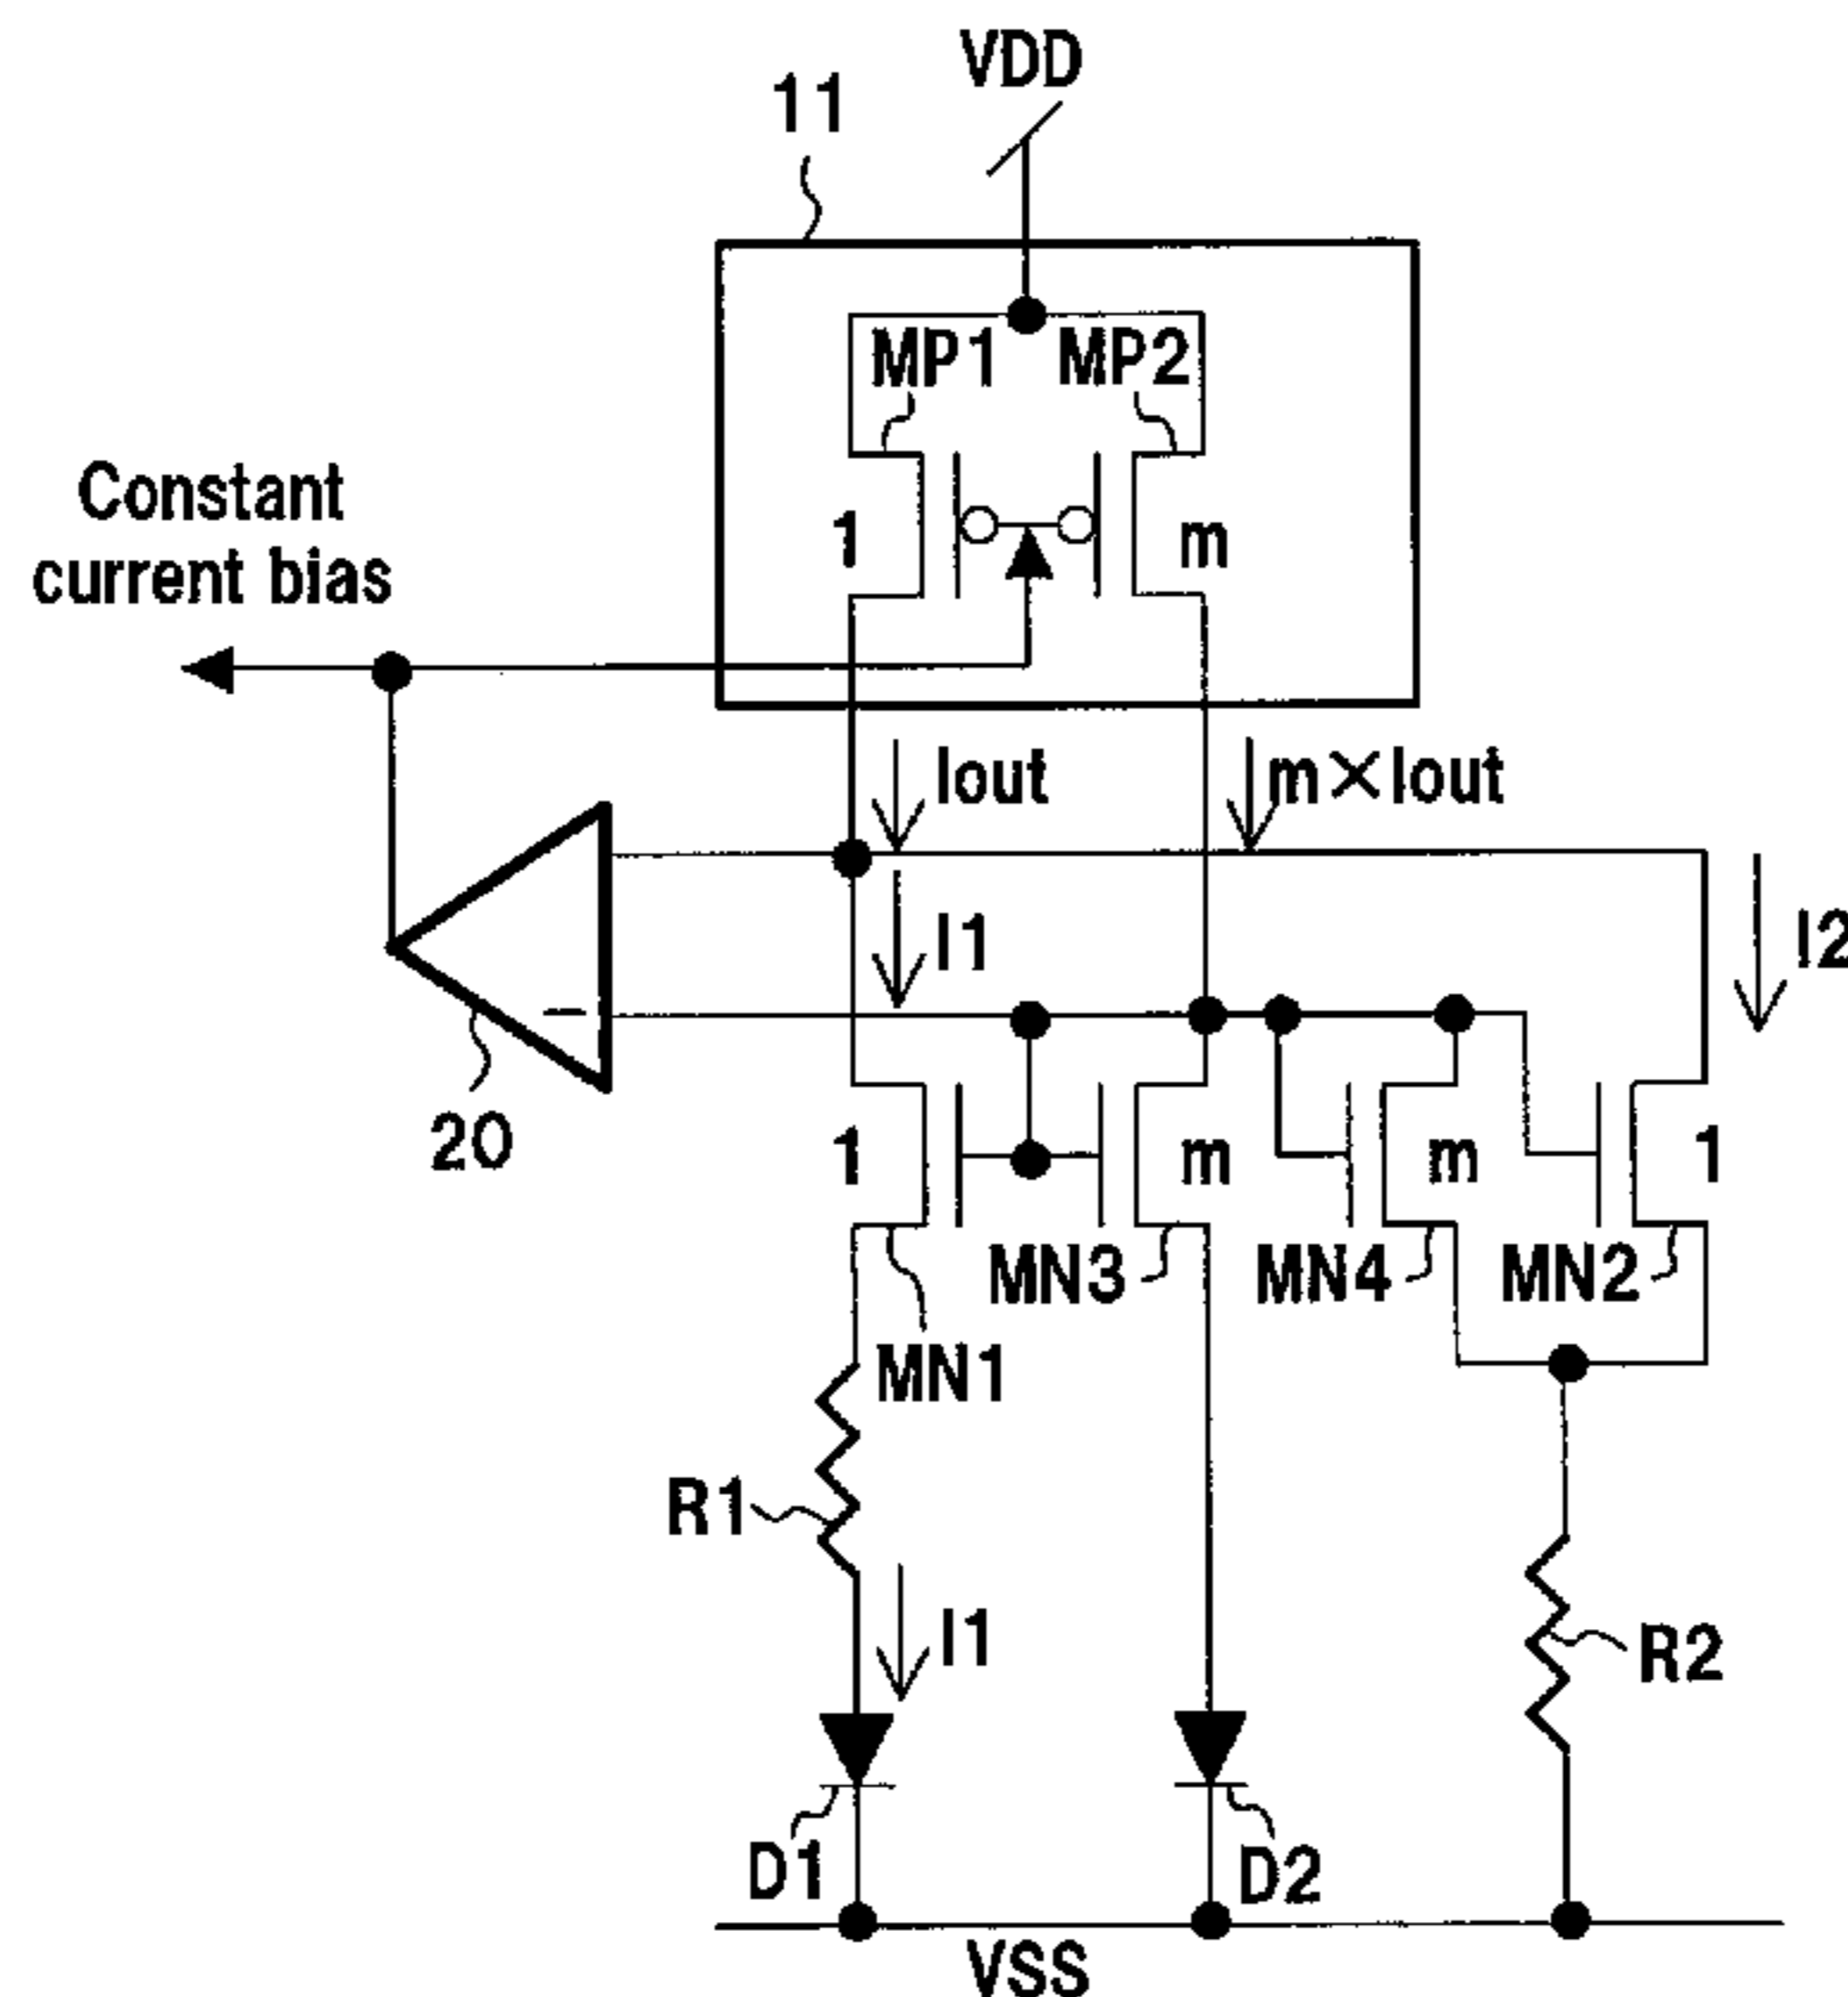 VDD
11
MP1 MP2
Constant
current bias
1
m
Iout
m×Iout
I1
I2
20
1
m
m
1
MN3
MN4
MN2
MN1
R1
I1
R2
D1
D2
VSS